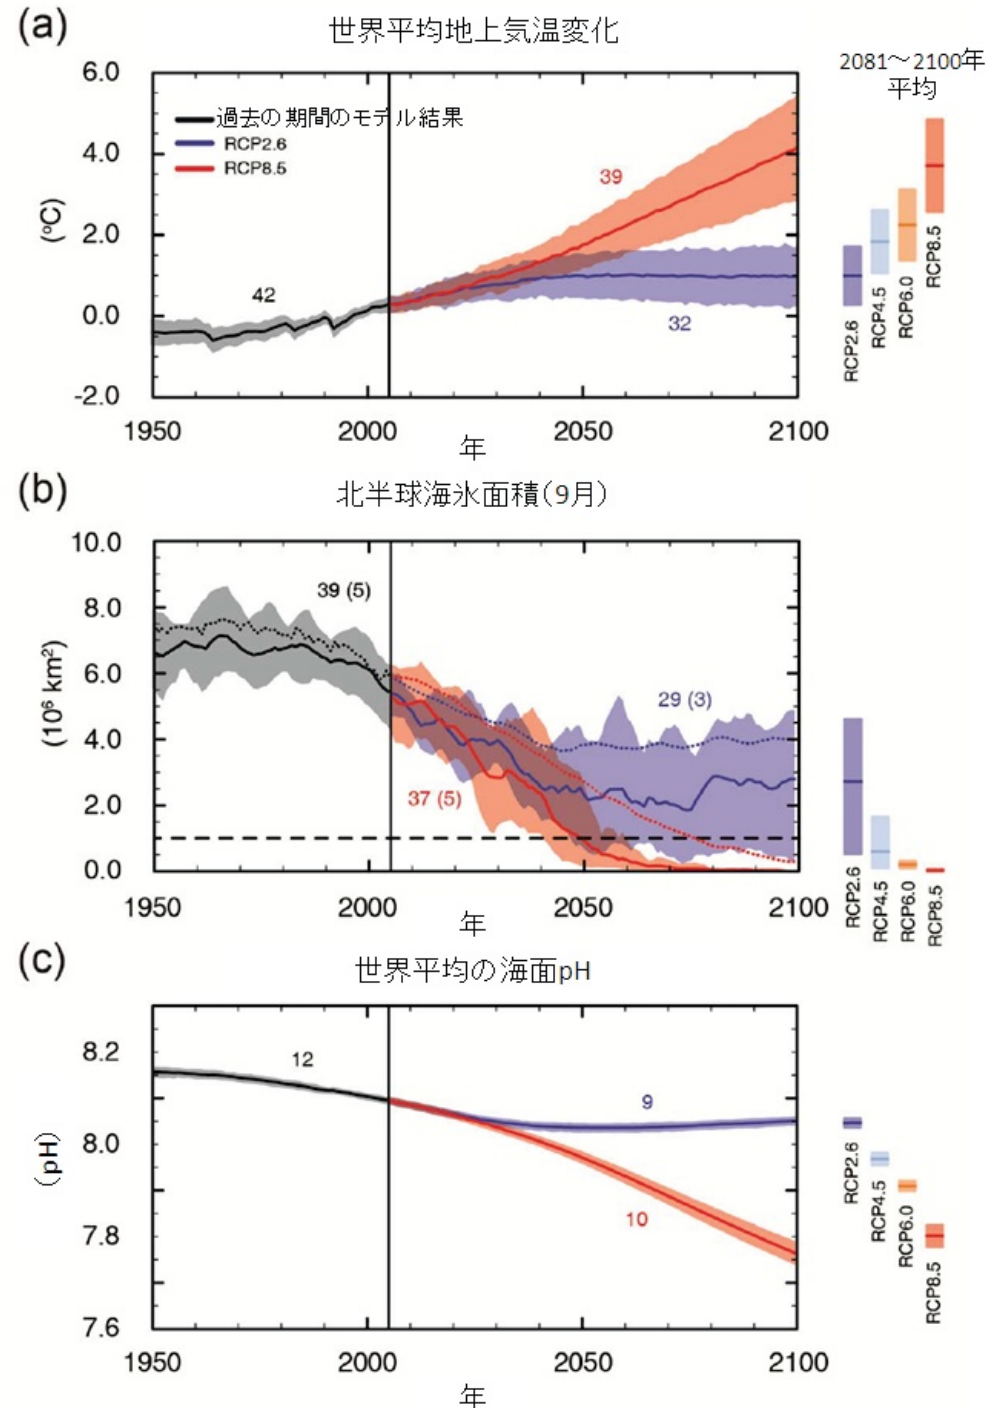 (a)
世界平均地上気温変化
2081～2100年
平均
6.0
4.0
2.0
0.0
-2.0
(°C)
過去の期間のモデル結果
RCP2.6
RCP8.5
39
42
32
1950
2000
2050
2100
年
RCP2.6
RCP4.5
RCP6.0
RCP8.5
(b)
北半球海氷面積(9月)
10.0
8.0
6.0
4.0
2.0
0.0
(10⁶ km²)
39 (5)
29 (3)
37 (5)
1950
2000
2050
2100
年
RCP2.6
RCP4.5
RCP6.0
RCP8.5
(c)
世界平均の海面pH
8.2
8.0
7.8
7.6
(pH)
12
9
10
1950
2000
2050
2100
年
RCP2.6
RCP4.5
RCP6.0
RCP8.5